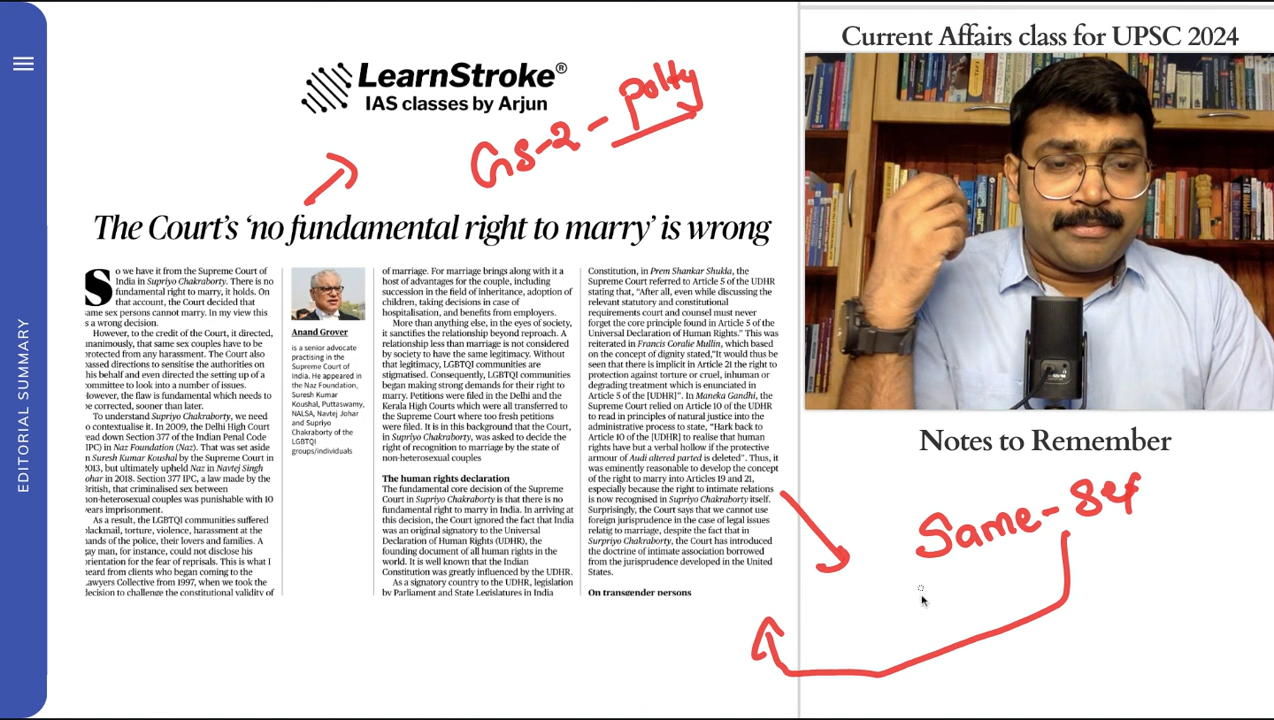 EDITORIAL SUMMARY
LearnStroke®
IAS classes by Arjun
GS-2 - polty
The Court's 'no fundamental right to marry' is wrong
So we have it from the Supreme Court of
India in Supriyo Chakraborty. There is no
fundamental right to marry, it holds. On
that account, the Court decided that
same sex persons cannot marry. In my view this
is a wrong decision.
However, to the credit of the Court, it directed,
unanimously, that same sex couples have to be
protected from any harassment. The Court also
passed directions to sensitise the authorities on
this behalf and even directed the setting up of a
committee to look into a number of issues.
However, the flaw is fundamental which needs to
be corrected, sooner than later.
To understand Supriyo Chakraborty, we need
to contextualise it. In 2009, the Delhi High Court
read down Section 377 of the Indian Penal Code
(IPC) in Naz Foundation (Naz). That was set aside
in Suresh Kumar Koushal by the Supreme Court in
2013, but ultimately upheld Naz in Navtej Singh
Johar in 2018. Section 377 IPC, a law made by the
British, that criminalised sex between
non-heterosexual couples was punishable with 10
years imprisonment.
As a result, the LGBTQI communities suffered
blackmail, torture, violence, harassment at the
hands of the police, their lovers and families. A
gay man, for instance, could not disclose his
orientation for the fear of reprisals. This is what I
heard from clients who began coming to the
Lawyers Collective from 1997, when we took the
decision to challenge the constitutional validity of
Anand Grover
is a senior advocate
practising in the
Supreme Court of
India. He appeared
in the Naz Foundation,
Suresh Kumar
Koushal, Puttaswamy,
NALSA, Navtej Johar
and Supriyo
Chakraborty of the
LGBTQI
groups/individuals
of marriage. For marriage brings along with it a
host of advantages for the couple, including
succession in the field of inheritance, adoption of
children, taking decisions in case of
hospitalisation, and benefits from employers.
More than anything else, in the eyes of society,
it sanctifies the relationship beyond reproach. A
relationship less than marriage is not considered
by society to have the same legitimacy. Without
that legitimacy, LGBTQI communities are
stigmatised. Consequently, LGBTQI communities
began making strong demands for their right to
marry. Petitions were filed in the Delhi and the
Kerala High Courts which were all transferred to
the Supreme Court where too fresh petitions
were filed. It is in this background that the Court,
in Supriyo Chakraborty, was asked to decide the
right of recognition to marriage by the state of
non-heterosexual couples
The human rights declaration
The fundamental core decision of the Supreme
Court in Supriyo Chakraborty is that there is no
fundamental right to marry in India. In arriving at
this decision, the Court ignored the fact that India
was an original signatory to the Universal
Declaration of Human Rights (UDHR), the
founding document of all human rights in the
world. It is well known that the Indian
Constitution was greatly influenced by the UDHR.
As a signatory country to the UDHR, legislation
by Parliament and State Legislatures in India
Constitution, in Prem Shankar Shukla, the
Supreme Court referred to Article 5 of the UDHR
stating that, "After all, even while discussing the
relevant statutory and constitutional
requirements court and counsel must never
forget the core principle found in Article 5 of the
Universal Declaration of Human Rights." This was
reiterated in Francis Coralie Mullin, which based
on the concept of dignity stated,"It would thus be
seen that there is implicit in Article 21 the right to
protection against torture or cruel, inhuman or
degrading treatment which is enunciated in
Article 5 of the [UDHR]". In Maneka Gandhi, the
Supreme Court relied on Article 10 of the UDHR
to read in principles of natural justice into the
administrative process to state, "Hark back to
Article 10 of the [UDHR] to realise that human
rights have but a verbal hollow if the protective
armour of Audi altered parted is deleted". Thus, it
was eminently reasonable to develop the concept
of the right to marry into Articles 19 and 21,
especially because the right to intimate relations
is now recognised in Supriyo Chakraborty itself.
Surprisingly, the Court says that we cannot use
foreign jurisprudence in the case of legal issues
relatig to marriage, despite the fact that in
Surpriyo Chakraborty, the Court has introduced
the doctrine of intimate association borrowed
from the jurisprudence developed in the United
States.
On transgender persons
Current Affairs class for UPSC 2024
Notes to Remember
Same-sex